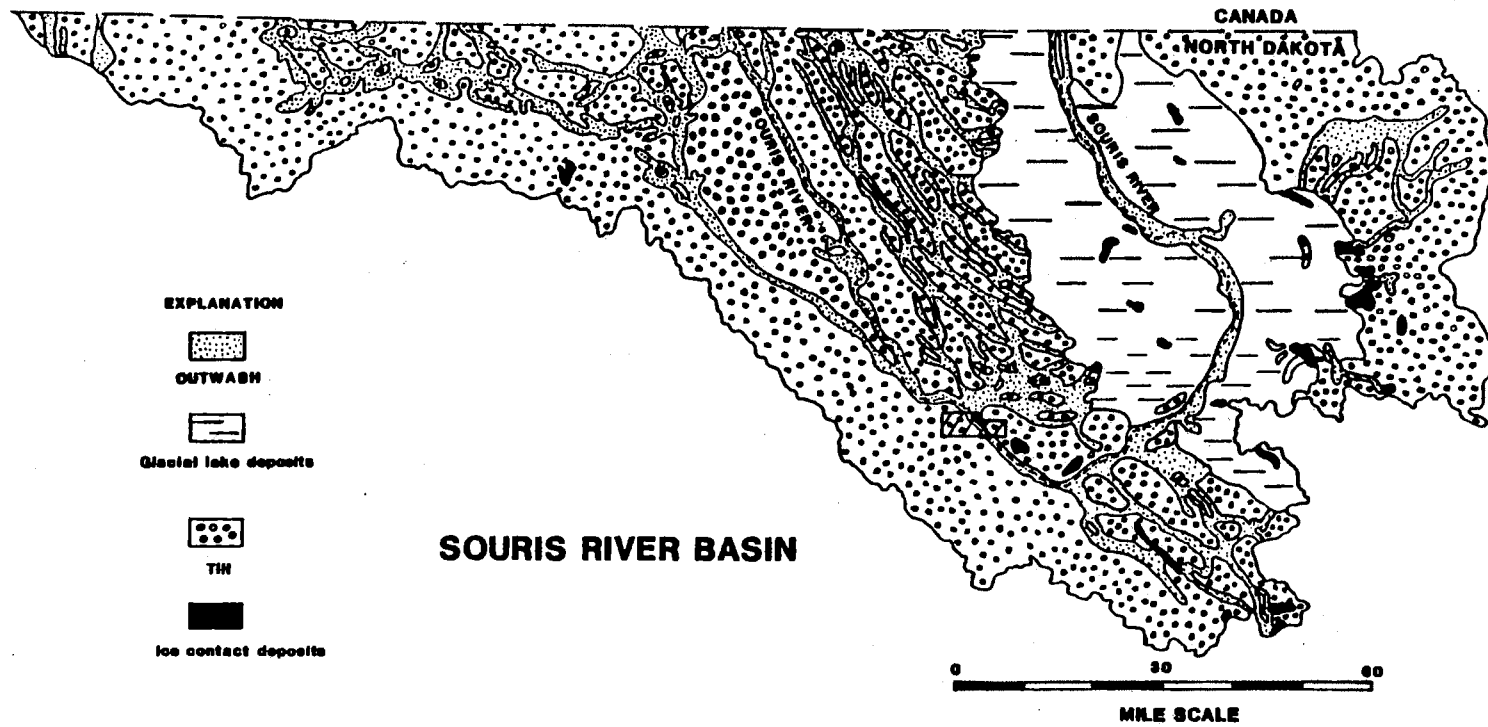 CANADA
NORTH DAKOTA
SOURIS RIVER
SOURIS RIVER
EXPLANATION
OUTWASH
Glacial lake deposits
Till
Ice contact deposits
SOURIS RIVER BASIN
0 30 60
MILE SCALE